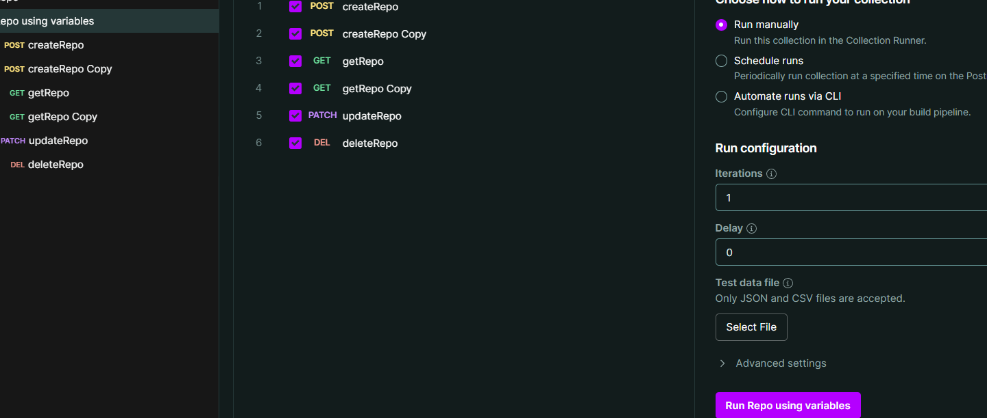 epo using variables
POST createRepo
POST createRepo Copy
GET getRepo
GET getRepo Copy
PATCH updateRepo
DEL deleteRepo
1 POST createRepo
2 POST createRepo Copy
3 GET getRepo
4 GET getRepo Copy
5 PATCH updateRepo
6 DEL deleteRepo
Choose how to run your collection
Run manually
Run this collection in the Collection Runner.
Schedule runs
Periodically run collection at a specified time on the Post
Automate runs via CLI
Configure CLI command to run on your build pipeline.
Run configuration
Iterations
1
Delay
0
Test data file
Only JSON and CSV files are accepted.
Select File
Advanced settings
Run Repo using variables